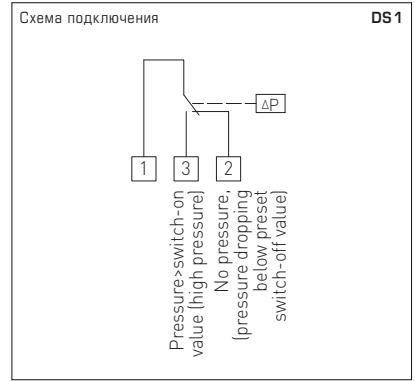 Схема подключения
DS1
ΔP
1
3
2
Pressure>switch-on
value (high pressure)
No pressure,
(pressure dropping
below preset
switch-off value)